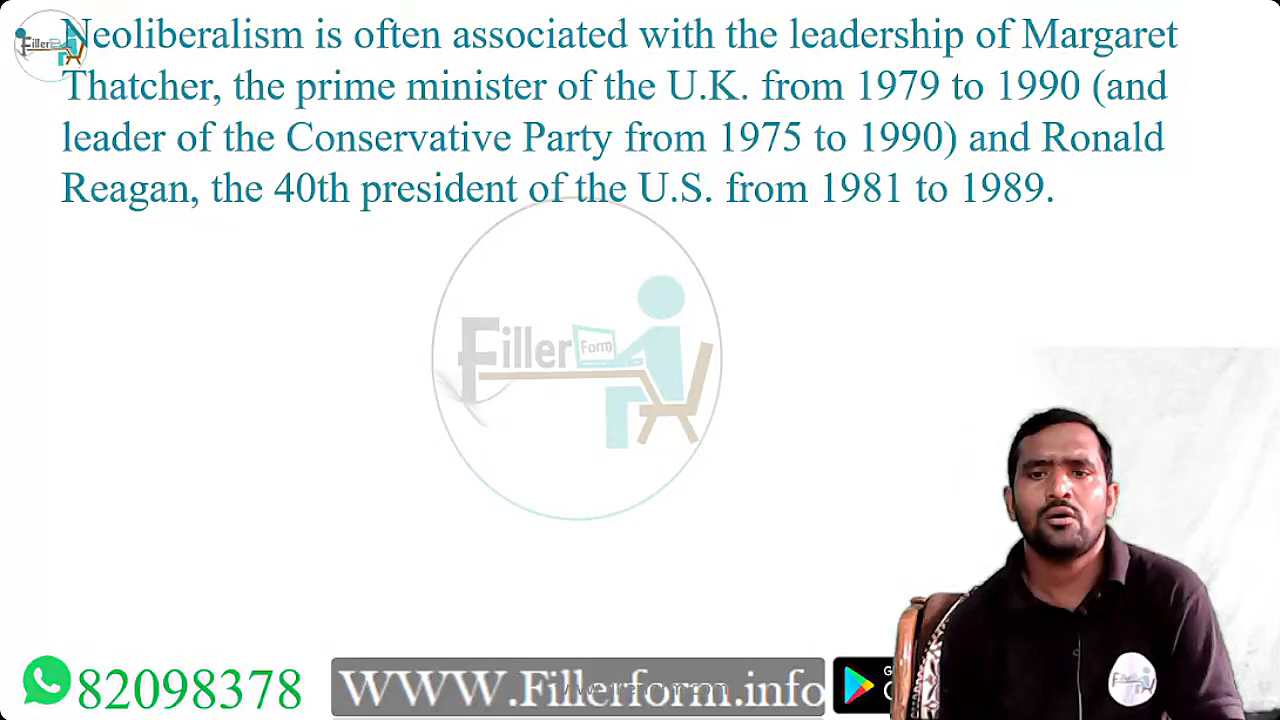 Neoliberalism is often associated with the leadership of Margaret
Thatcher, the prime minister of the U.K. from 1979 to 1990 (and
leader of the Conservative Party from 1975 to 1990) and Ronald
Reagan, the 40th president of the U.S. from 1981 to 1989.
Filler Form
82098378
WWW.Fillerform.info